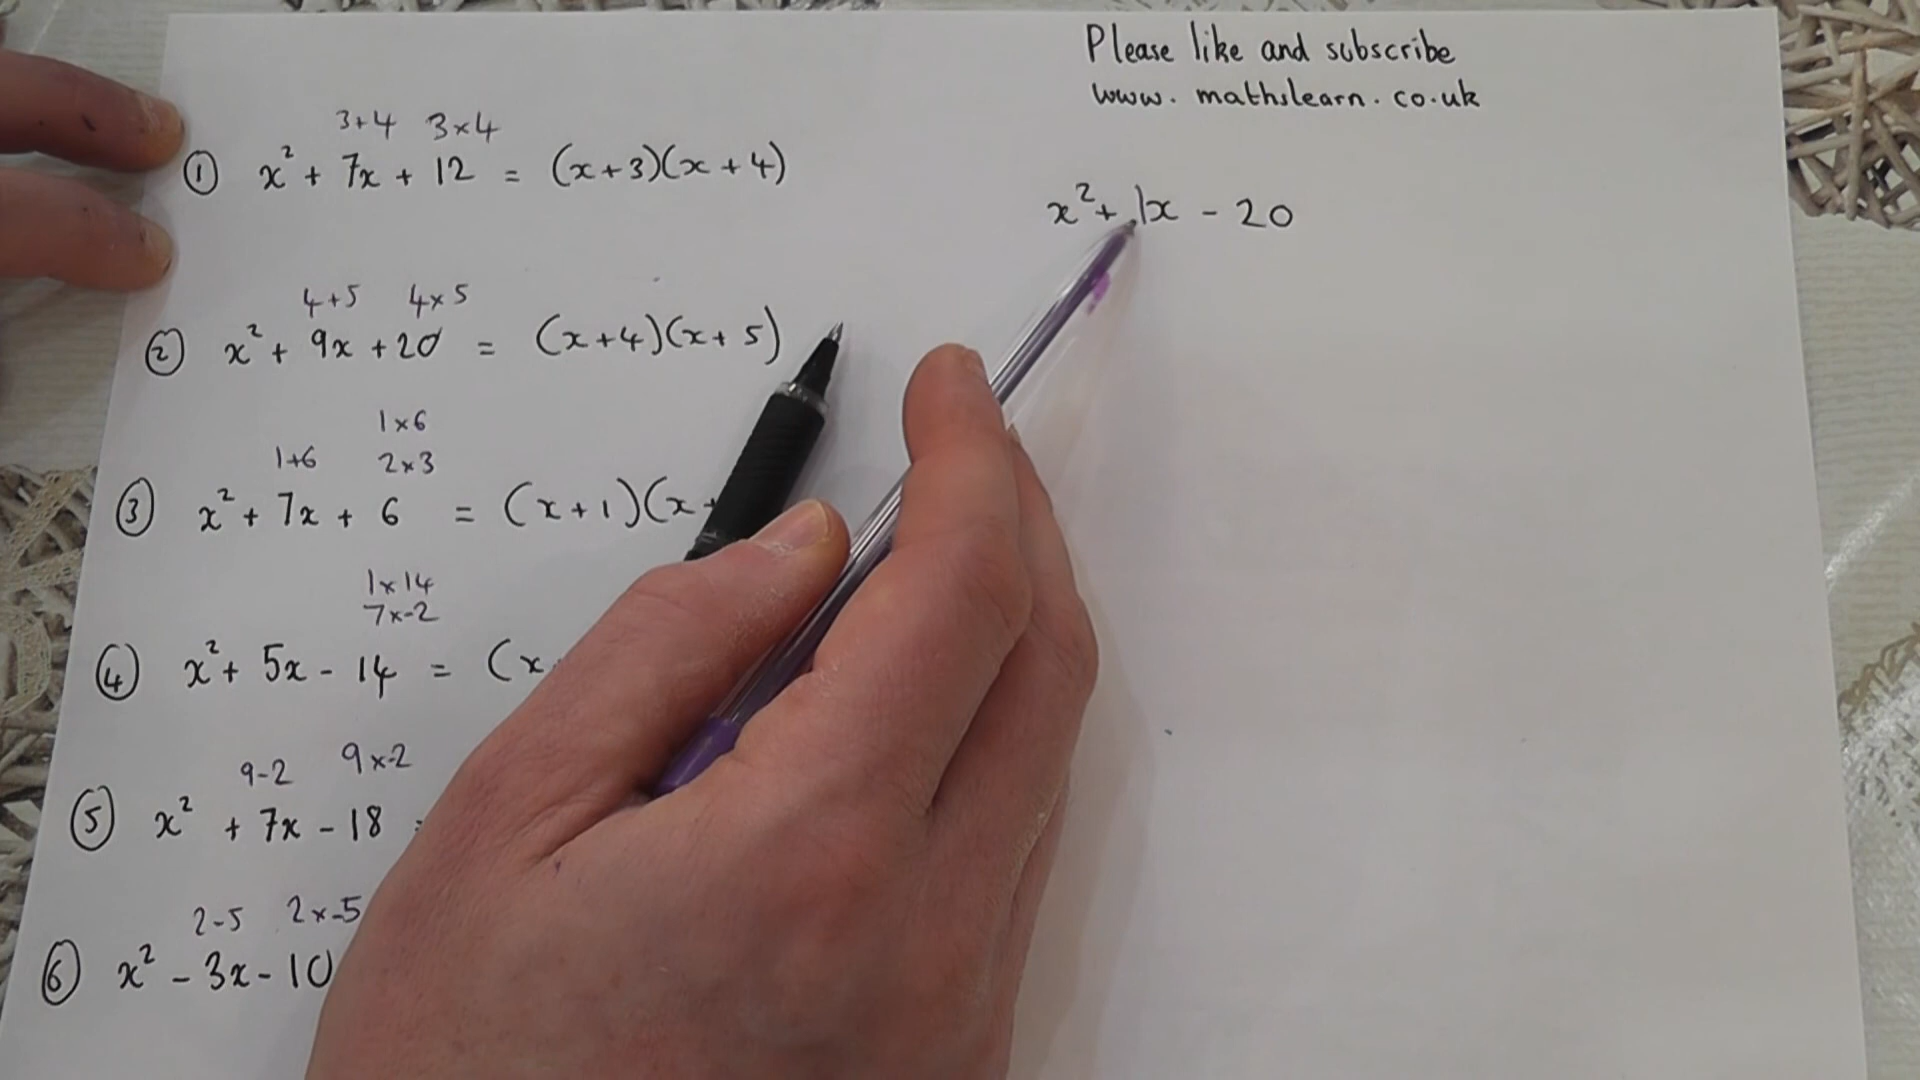 Please like and subscribe
www.mathslearn.co.uk
3+4 3×4
① x² + 7x + 12 = (x+3)(x+4)
x² + 1x - 20
4+5 4×5
② x² + 9x + 20 = (x+4)(x+5)
1×6
1+6 2×3
③ x² + 7x + 6 = (x+1)(x+
1×14
7×-2
④ x² + 5x - 14 = (x
9-2 9×-2
⑤ x² + 7x - 18 =
2-5 2×-5
⑥ x² - 3x - 10